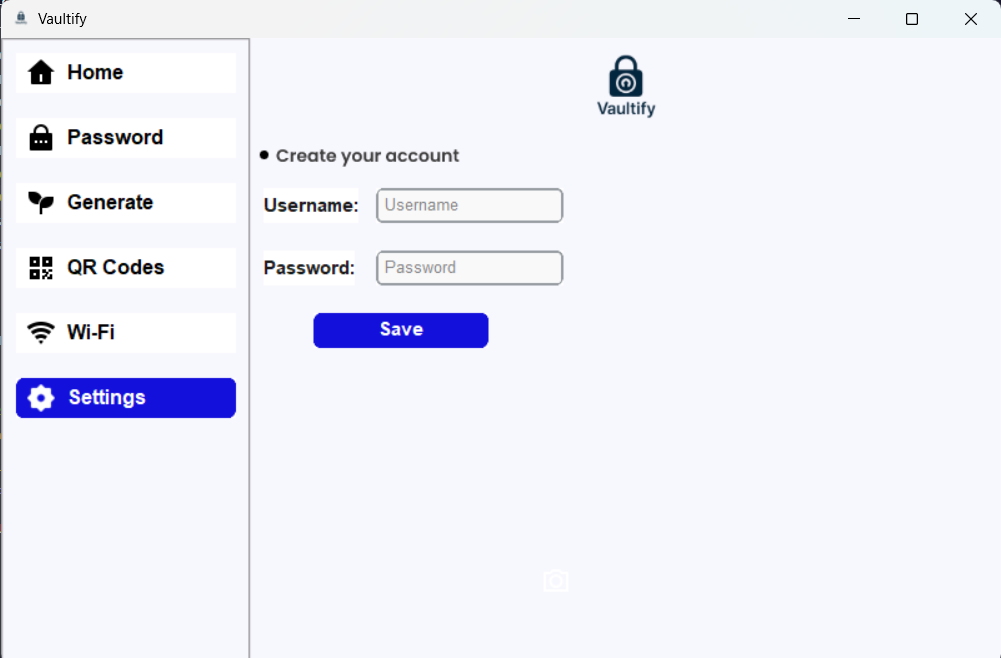 Vaultify
Home
Password
Generate
QR Codes
Wi-Fi
Settings
Vaultify
Create your account
Username:
Username
Password:
Password
Save